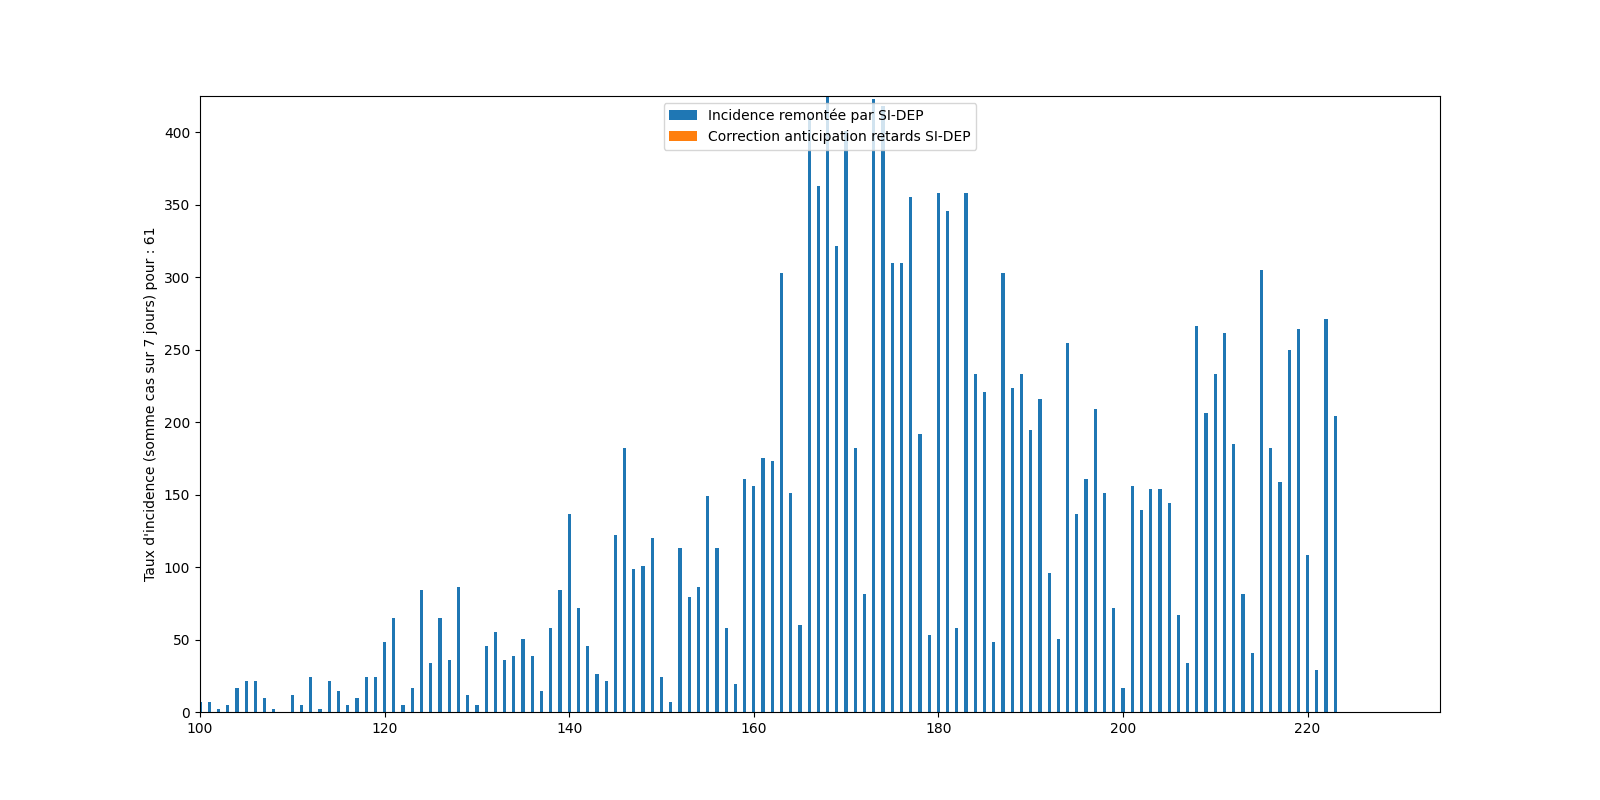 Incidence remontée par SI-DEP
Correction anticipation retards SI-DEP
Taux d'incidence (somme cas sur 7 jours) pour : 61
400
350
300
250
200
150
100
50
0
100 120 140 160 180 200 220